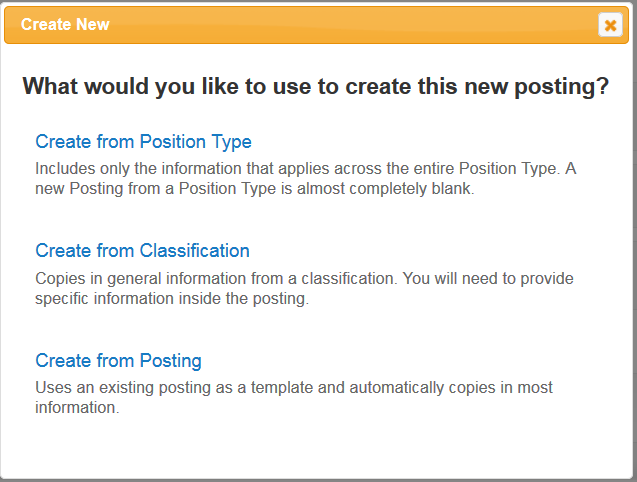 Create New
What would you like to use to create this new posting?
Create from Position Type
Includes only the information that applies across the entire Position Type. A
new Posting from a Position Type is almost completely blank.
Create from Classification
Copies in general information from a classification. You will need to provide
specific information inside the posting.
Create from Posting
Uses an existing posting as a template and automatically copies in most
information.